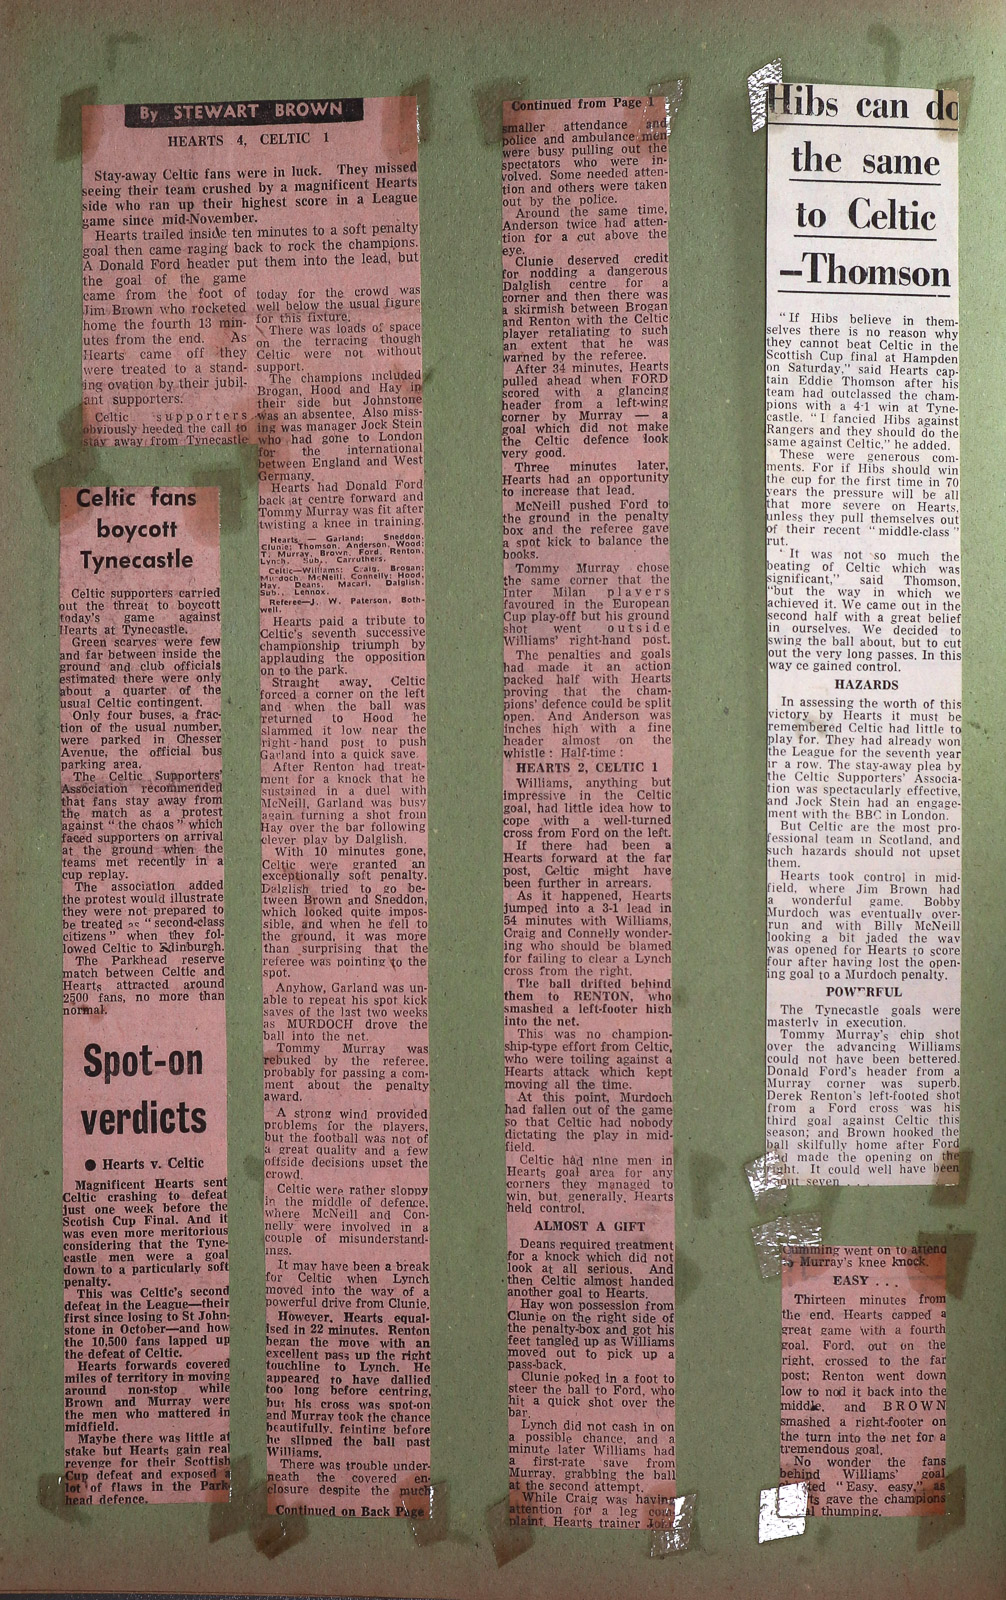 By STEWART BROWN
HEARTS 4, CELTIC 1
Stay-away Celtic fans were in luck. They missed
seeing their team crushed by a magnificent Hearts
side who ran up their highest score in a League
game since mid-November.
Hearts trailed inside ten minutes to a soft penalty
goal then came raging back to rock the champions.
A Donald Ford header put them into the lead, but
the goal of the game
came from the foot of
Jim Brown who rocketed
home the fourth 13 min-
utes from the end. As
Hearts came off they
were treated to a stand-
ing ovation by their jubil-
ant supporters.
Celtic supporters
obviously heeded the call to
stay away from Tynecastle
today for the crowd was
well below the usual figure
for this fixture.
There was loads of space
on the terracing though
Celtic were not without
support.
The champions included
Brogan, Hood and Hay in
their side but Johnstone
was an absentee. Also miss-
ing was manager Jock Stein
who had gone to London
for the international
between England and West
Germany.
Hearts had Donald Ford
back at centre forward and
Tommy Murray was fit after
twisting a knee in training.
Hearts — Garland; Sneddon,
Clunie; Thomson, Anderson, Wood;
T. Murray, Brown, Ford, Renton,
Lynch. Sub., Carruthers.
Celtic—Williams; Craig, Brogan;
Murdoch McNeill, Connelly; Hood,
Hay, Deans, Macari, Dalglish.
Sub., Lennox.
Referee—J. W. Paterson, Both-
well.
Hearts paid a tribute to
Celtic's seventh successive
championship triumph by
applauding the opposition
on to the park.
Straight away, Celtic
forced a corner on the left
and when the ball was
returned to Hood he
slammed it low near the
right-hand post to push
Garland into a quick save.
After Renton had treat-
ment for a knock that he
sustained in a duel with
McNeill, Garland was busy
again turning a shot from
Hay over the bar following
clever play by Dalglish.
With 10 minutes gone,
Celtic were granted an
exceptionally soft penalty.
Dalglish tried to go be-
tween Brown and Sneddon,
which looked quite impos-
sible, and when he fell to
the ground, it was more
than surprising that the
referee was pointing to the
spot.
Anyhow, Garland was un-
able to repeat his spot kick
saves of the last two weeks
as MURDOCH drove the
ball into the net.
Tommy Murray was
rebuked by the referee,
probably for passing a com-
ment about the penalty
award.
A strong wind provided
problems for the players,
but the football was not of
a great quality and a few
offside decisions upset the
crowd.
Celtic were rather sloppy
in the middle of defence,
where McNeill and Con-
nelly were involved in a
couple of misunderstand-
ings.
It may have been a break
for Celtic when Lynch
moved into the way of a
powerful drive from Clunie.
However, Hearts equal-
ised in 22 minutes. Renton
began the move with an
excellent pass up the right
touchline to Lynch. He
appeared to have dallied
too long before centring,
but his cross was spot-on
and Murray took the chance
beautifully, feinting before
he slipped the ball past
Williams.
There was trouble under-
neath the covered en-
closure despite the much
Continued on Back Page
Celtic fans
boycott
Tynecastle
Celtic supporters carried
out the threat to boycott
today's game against
Hearts at Tynecastle.
Green scarves were few
and far between inside the
ground and club officials
estimated there were only
about a quarter of the
usual Celtic contingent.
Only four buses, a frac-
tion of the usual number,
were parked in Chesser
Avenue, the official bus
parking area.
The Celtic Supporters'
Association recommended
that fans stay away from
the match as a protest
against "the chaos" which
faced supporters on arrival
at the ground when the
teams met recently in a
cup replay.
The association added
the protest would illustrate
they were not prepared to
be treated as "second-class
citizens" when they fol-
lowed Celtic to Edinburgh.
The Parkhead reserve
match between Celtic and
Hearts attracted around
2500 fans, no more than
normal.
Spot-on
verdicts
● Hearts v. Celtic
Magnificent Hearts sent
Celtic crashing to defeat
just one week before the
Scotish Cup Final. And it
was even more meritorious
considering that the Tyne-
castle men were a goal
down to a particularly soft
penalty.
This was Celtic's second
defeat in the League—their
first since losing to St John-
stone in October—and how
the 10,500 fans lapped up
the defeat of Celtic.
Hearts forwards covered
miles of territory in moving
around non-stop while
Brown and Murray were
the men who mattered in
midfield.
Maybe there was little at
stake but Hearts gain real
revenge for their Scottish
Cup defeat and exposed a
lot of flaws in the Park-
head defence.
Continued from Page 1
smaller attendance and
police and ambulance men
were busy pulling out the
spectators who were in-
volved. Some needed atten-
tion and others were taken
out by the police.
Around the same time,
Anderson twice had atten-
tion for a cut above the
eye.
Clunie deserved credit
for nodding a dangerous
Dalglish centre for a
corner and then there was
a skirmish between Brogan
and Renton with the Celtic
player retaliating to such
an extent that he was
warned by the referee.
After 34 minutes, Hearts
pulled ahead when FORD
scored with a glancing
header from a left-wing
corner by Murray — a
goal which did not make
the Celtic defence look
very good.
Three minutes later,
Hearts had an opportunity
to increase that lead.
McNeill pushed Ford to
the ground in the penalty
box and the referee gave
a spot kick to balance the
books.
Tommy Murray chose
the same corner that the
Inter Milan players
favoured in the European
Cup play-off but his ground
shot went outside
Williams' right-hand post.
The penalties and goals
had made it an action
packed half with Hearts
proving that the cham-
pions' defence could be split
open. And Anderson was
inches high with a fine
header almost on the
whistle: Half-time:
HEARTS 2, CELTIC 1
Williams, anything but
impressive in the Celtic
goal, had little idea how to
cope with a well-turned
cross from Ford on the left.
If there had been a
Hearts forward at the far
post, Celtic might have
been further in arrears.
As it happened, Hearts
jumped into a 3-1 lead in
54 minutes with Williams,
Craig and Connelly wonder-
ing who should be blamed
for failing to clear a Lynch
cross from the right.
The ball drifted behind
them to RENTON, who
smashed a left-footer high
into the net.
This was no champion-
ship-type effort from Celtic,
who were toiling against a
Hearts attack which kept
moving all the time.
At this point, Murdoch
had fallen out of the game
so that Celtic had nobody
dictating the play in mid-
field.
Celtic had nine men in
Hearts goal area for any
corners they managed to
win, but, generally, Hearts
held control.
ALMOST A GIFT
Deans required treatment
for a knock which did not
look at all serious. And
then Celtic almost handed
another goal to Hearts.
Hay won possession from
Clunie on the right side of
the penalty-box and got his
feet tangled up as Williams
moved out to pick up a
pass-back.
Clunie poked in a foot to
steer the ball to Ford, who
hit a quick shot over the
bar.
Lynch did not cash in on
a possible chance, and a
minute later Williams had
a first-rate save from
Murray, grabbing the ball
at the second attempt.
While Craig was having
attention for a leg com-
plaint, Hearts trainer John
Hibs can do
the same
to Celtic
—Thomson
"If Hibs believe in them-
selves there is no reason why
they cannot beat Celtic in the
Scottish Cup final at Hampden
on Saturday," said Hearts cap-
tain Eddie Thomson after his
team had outclassed the cham-
pions with a 4-1 win at Tyne-
castle. "I fancied Hibs against
Rangers and they should do the
same against Celtic," he added.
These were generous com-
ments. For if Hibs should win
the cup for the first time in 70
years the pressure will be all
that more severe on Hearts,
unless they pull themselves out
of their recent "middle-class"
rut.
"It was not so much the
beating of Celtic which was
significant," said Thomson,
"but the way in which we
achieved it. We came out in the
second half with a great belief
in ourselves. We decided to
swing the ball about, but to cut
out the very long passes. In this
way ce gained control.
HAZARDS
In assessing the worth of this
victory by Hearts it must be
remembered Celtic had little to
play for. They had already won
the League for the seventh year
ir a row. The stay-away plea by
the Celtic Supporters' Associa-
tion was spectacularly effective,
and Jock Stein had an engage-
ment with the BBC in London.
But Celtic are the most pro-
fessional team in Scotland, and
such hazards should not upset
them.
Hearts took control in mid-
field, where Jim Brown had
a wonderful game. Bobby
Murdoch was eventually over-
run and with Billy McNeill
looking a bit jaded the way
was opened for Hearts to score
four after having lost the open-
ing goal to a Murdoch penalty.
POWERFUL
The Tynecastle goals were
masterly in execution.
Tommy Murray's chip shot
over the advancing Williams
could not have been bettered.
Donald Ford's header from a
Murray corner was superb.
Derek Renton's left-footed shot
from a Ford cross was his
third goal against Celtic this
season; and Brown hooked the
ball skilfully home after Ford
had made the opening on the
right. It could well have been
about seven . . .
Cumming went on to attend
to Murray's knee knock.
EASY . . .
Thirteen minutes from
the end, Hearts capped a
great game with a fourth
goal. Ford, out on the
right, crossed to the far
post; Renton went down
low to nod it back into the
middle, and BROWN
smashed a right-footer on
the turn into the net for a
tremendous goal.
No wonder the fans
behind Williams' goal
ted "Easy, easy," as
ts gave the champions
l thumping.